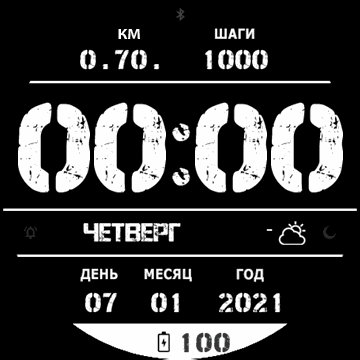 КМ ШАГИ
0.70. 1000
00:00
ЧЕТВЕРГ -
ДЕНЬ МЕСЯЦ ГОД
07 01 2021
100